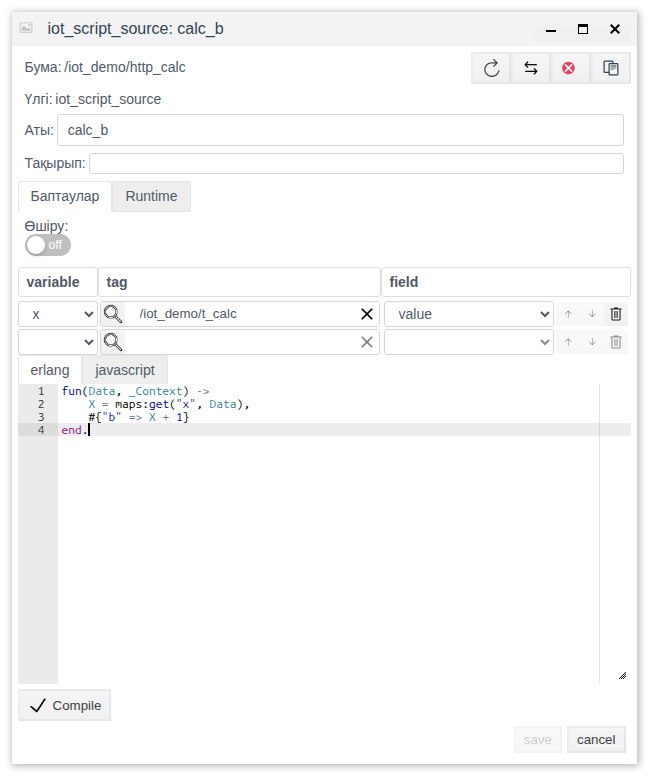 iot_script_source: calc_b
Бума: /iot_demo/http_calc
Үлгі: iot_script_source
Аты: calc_b
Тақырып:
Баптаулар Runtime
Өшіру:
off
variable tag field
x /iot_demo/t_calc value
erlang javascript
1 fun(Data, _Context) ->
2 X = maps:get("x", Data),
3 #{"b" => X + 1}
4 end.
Compile
save cancel